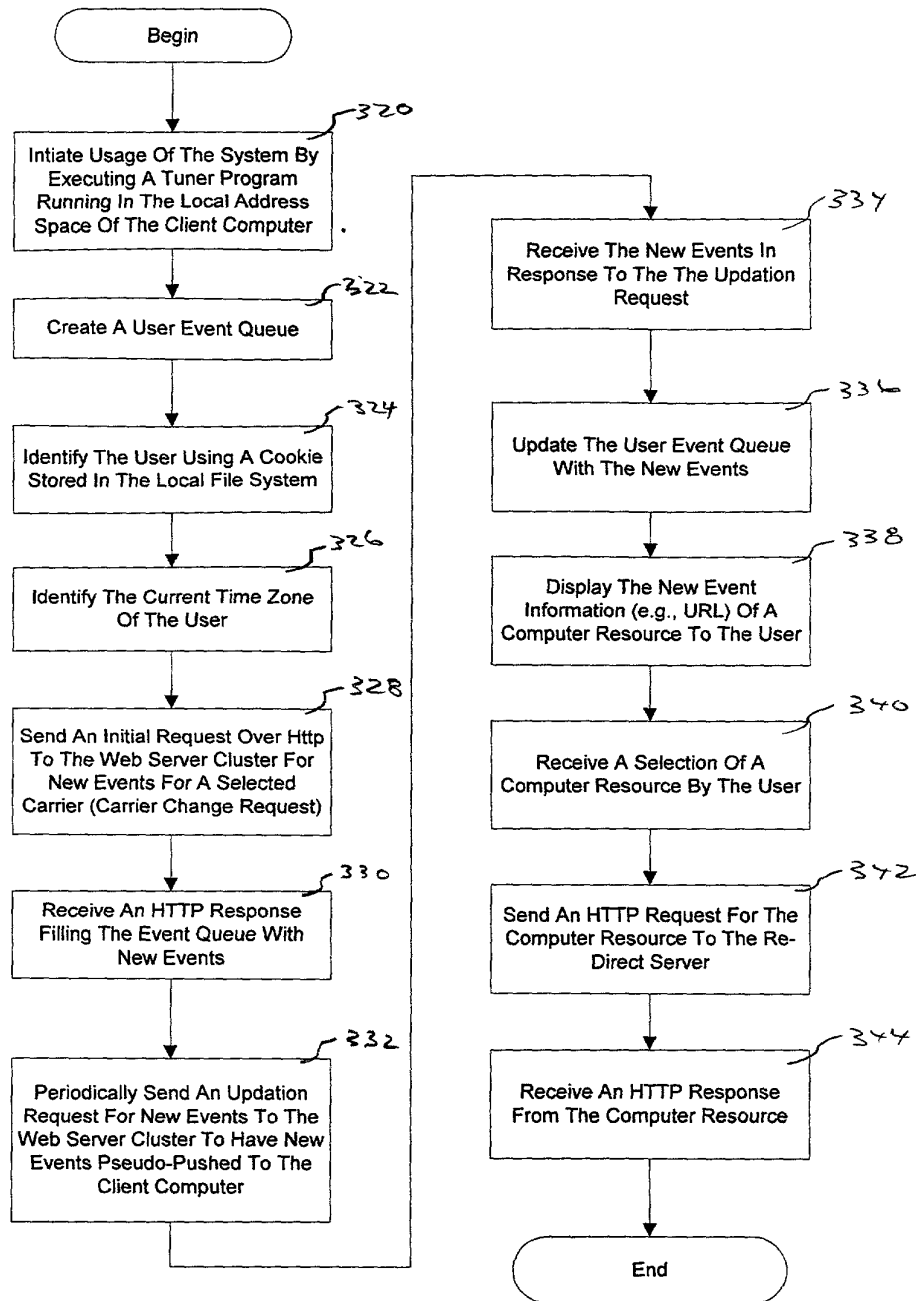 Begin
320
Intiate Usage Of The System By
Executing A Tuner Program
Running In The Local Address
Space Of The Client Computer
322
Create A User Event Queue
324
Identify The User Using A Cookie
Stored In The Local File System
326
Identify The Current Time Zone
Of The User
328
Send An Initial Request Over Http
To The Web Server Cluster For
New Events For A Selected
Carrier (Carrier Change Request)
330
Receive An HTTP Response
Filling The Event Queue With
New Events
332
Periodically Send An Updation
Request For New Events To The
Web Server Cluster To Have New
Events Pseudo-Pushed To The
Client Computer
334
Receive The New Events In
Response To The The Updation
Request
336
Update The User Event Queue
With The New Events
338
Display The New Event
Information (e.g., URL) Of A
Computer Resource To The User
340
Receive A Selection Of A
Computer Resource By The User
342
Send An HTTP Request For The
Computer Resource To The Re-
Direct Server
344
Receive An HTTP Response
From The Computer Resource
End